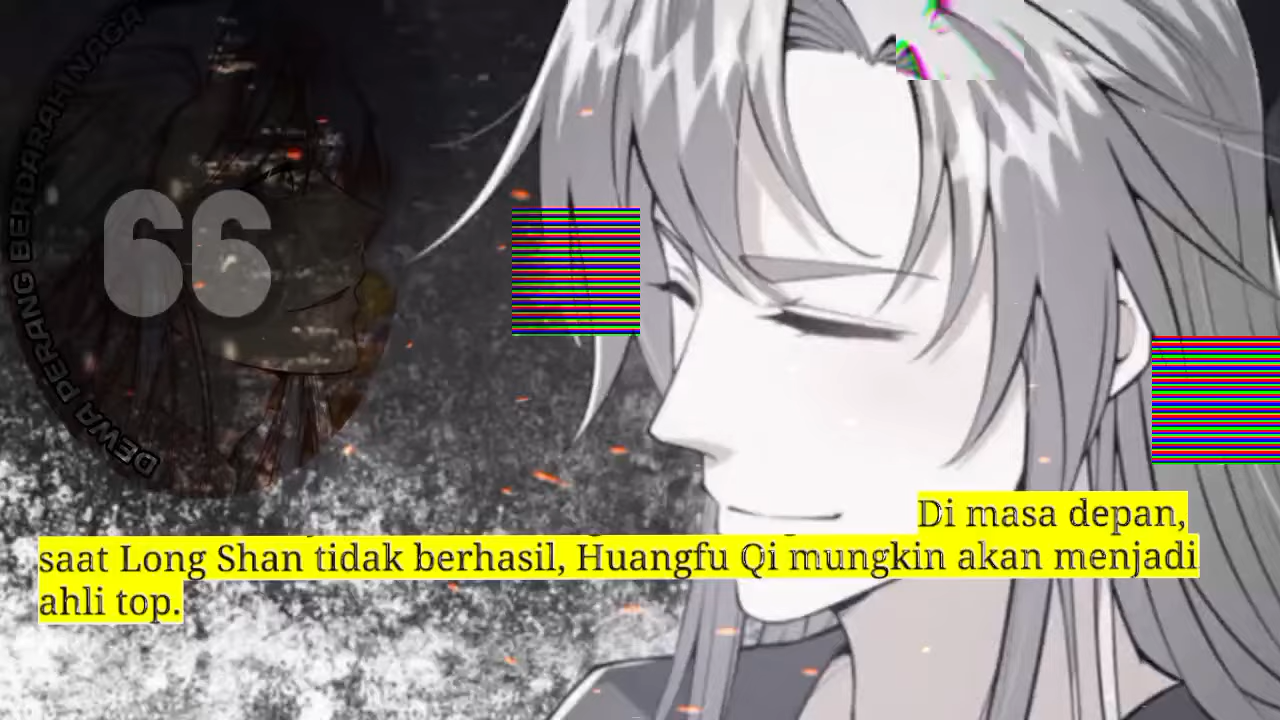 DEWA PERANG BERDARAH NAGA
66
Di masa depan,
saat Long Shan tidak berhasil, Huangfu Qi mungkin akan menjadi
ahli top.